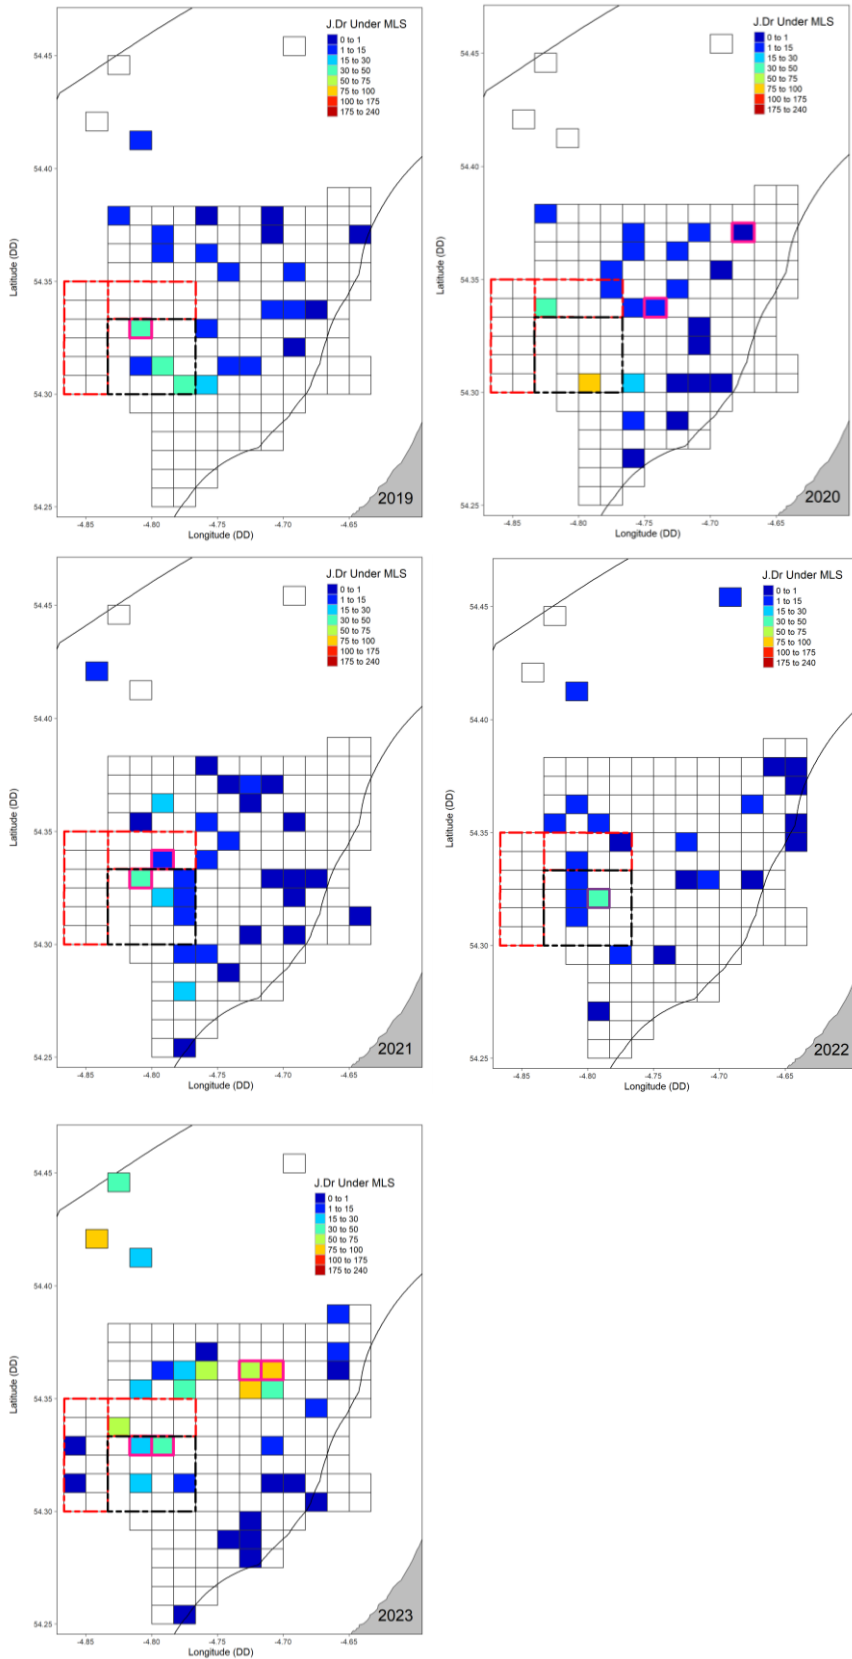 J.Dr Under MLS
0 to 1
1 to 15
15 to 30
30 to 50
50 to 75
75 to 100
100 to 175
175 to 240
54.45
54.40
54.35
54.30
54.25
Latitude (DD)
2019
-4.85 -4.80 -4.75 -4.70 -4.65
Longitude (DD)
J.Dr Under MLS
0 to 1
1 to 15
15 to 30
30 to 50
50 to 75
75 to 100
100 to 175
175 to 240
54.45
54.40
54.35
54.30
54.25
Latitude (DD)
2020
-4.85 -4.80 -4.75 -4.70 -4.65
Longitude (DD)
J.Dr Under MLS
0 to 1
1 to 15
15 to 30
30 to 50
50 to 75
75 to 100
100 to 175
175 to 240
54.45
54.40
54.35
54.30
54.25
Latitude (DD)
2021
-4.85 -4.80 -4.75 -4.70 -4.65
Longitude (DD)
J.Dr Under MLS
0 to 1
1 to 15
15 to 30
30 to 50
50 to 75
75 to 100
100 to 175
175 to 240
54.45
54.40
54.35
54.30
54.25
Latitude (DD)
2022
-4.85 -4.80 -4.75 -4.70 -4.65
Longitude (DD)
J.Dr Under MLS
0 to 1
1 to 15
15 to 30
30 to 50
50 to 75
75 to 100
100 to 175
175 to 240
54.45
54.40
54.35
54.30
54.25
Latitude (DD)
2023
-4.85 -4.80 -4.75 -4.70 -4.65
Longitude (DD)